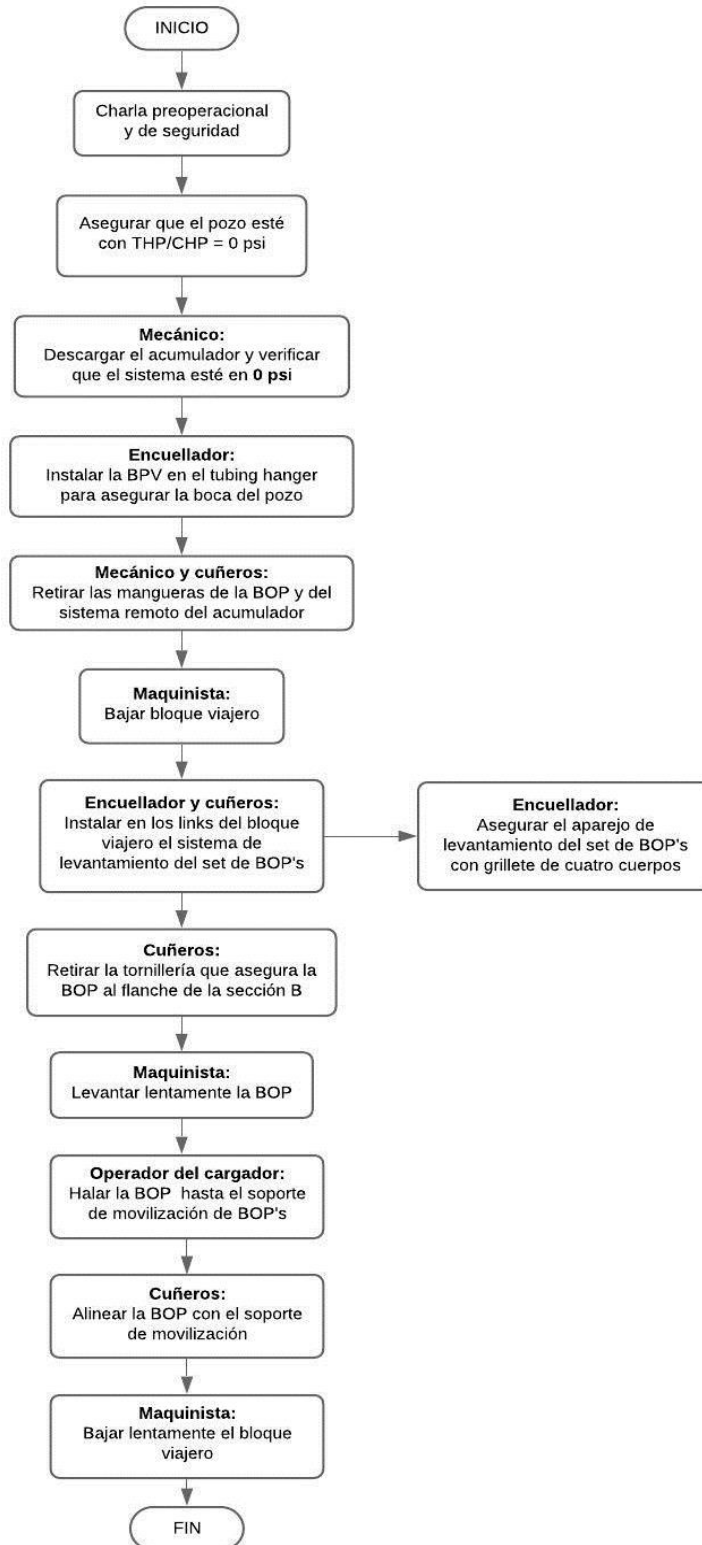 INICIO
Charla preoperacional
y de seguridad
Asegurar que el pozo esté
con THP/CHP = 0 psi
Mecánico:
Descargar el acumulador y verificar
que el sistema esté en 0 psi
Encuellador:
Instalar la BPV en el tubing hanger
para asegurar la boca del pozo
Mecánico y cuñeros:
Retirar las mangueras de la BOP y del
sistema remoto del acumulador
Maquinista:
Bajar bloque viajero
Encuellador y cuñeros:
Instalar en los links del bloque
viajero el sistema de
levantamiento del set de BOP's
Encuellador:
Asegurar el aparejo de
levantamiento del set de BOP's
con grillete de cuatro cuerpos
Cuñeros:
Retirar la tornillería que asegura la
BOP al flanche de la sección B
Maquinista:
Levantar lentamente la BOP
Operador del cargador:
Halar la BOP hasta el soporte
de movilización de BOP's
Cuñeros:
Alinear la BOP con el soporte
de movilización
Maquinista:
Bajar lentamente el bloque
viajero
FIN